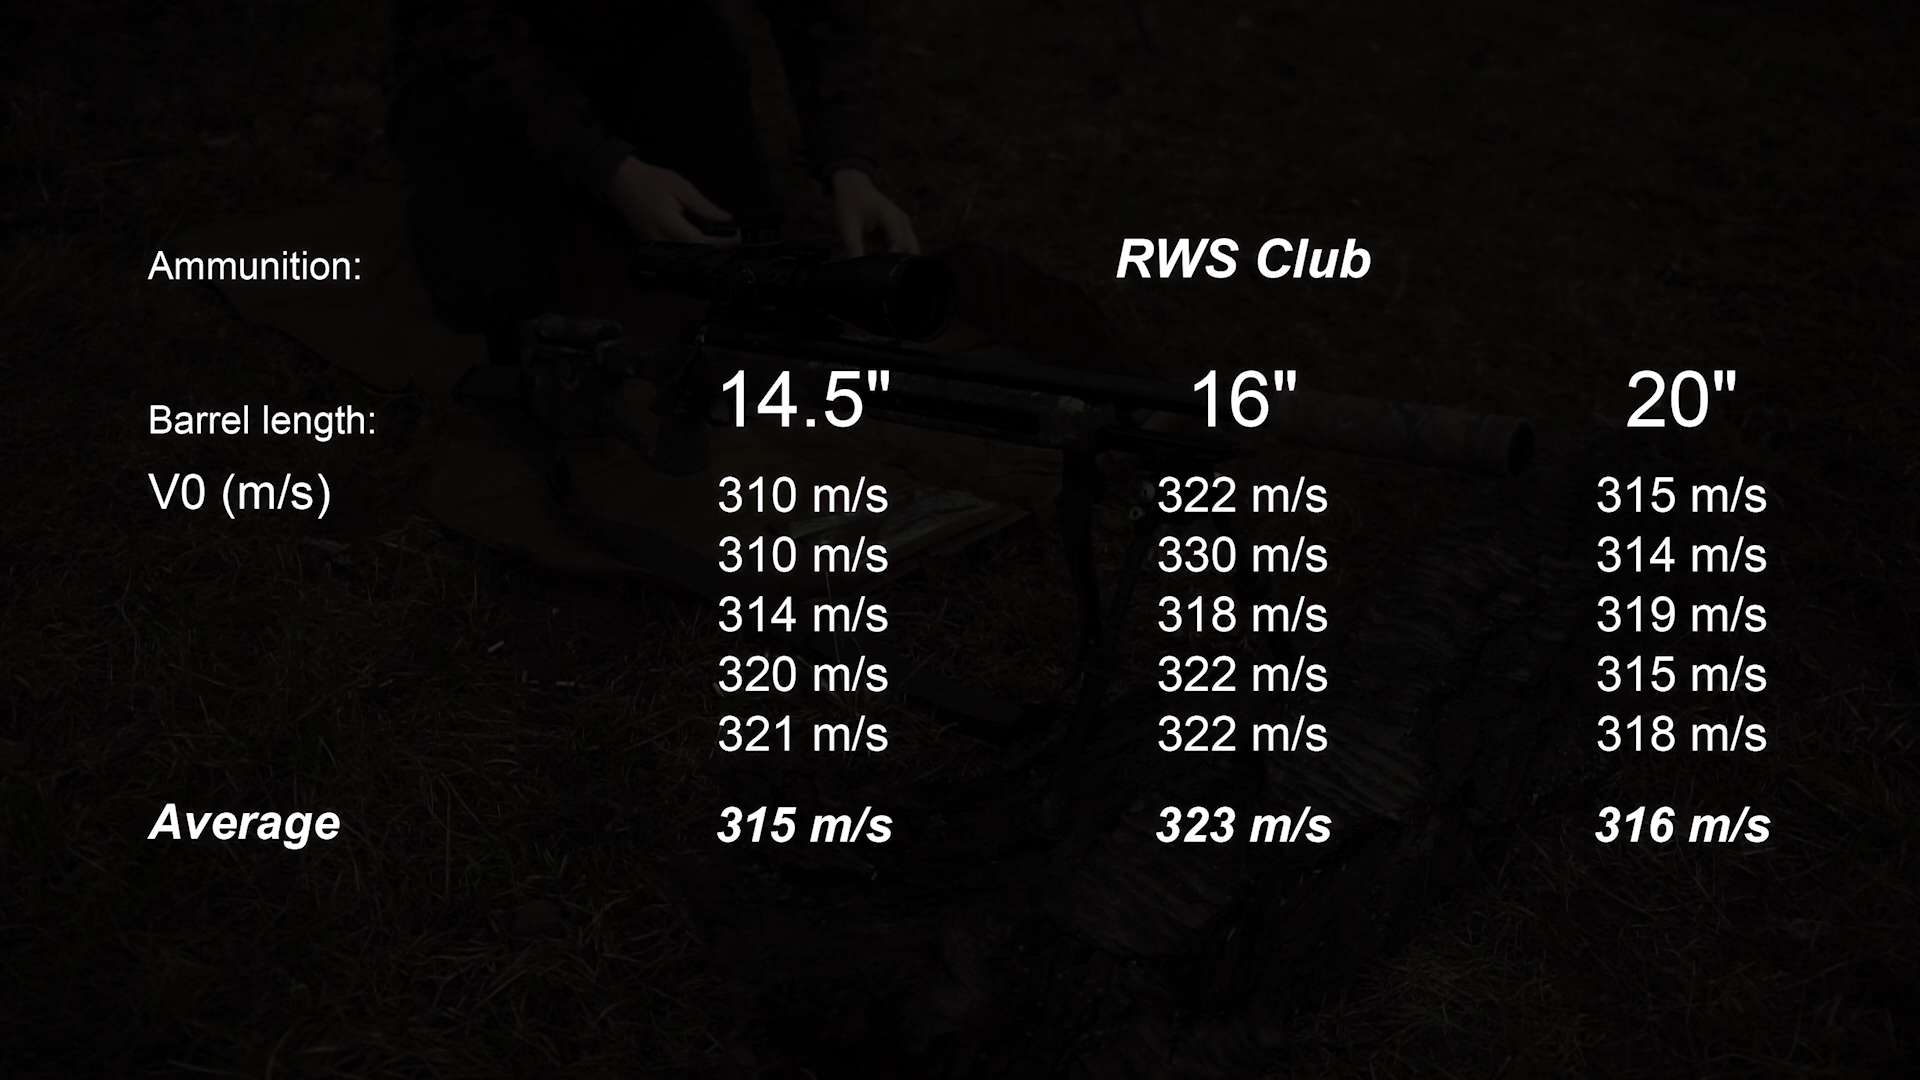 Ammunition: RWS Club
Barrel length: 14.5" 16" 20"
V0 (m/s) 310 m/s 322 m/s 315 m/s
310 m/s 330 m/s 314 m/s
314 m/s 318 m/s 319 m/s
320 m/s 322 m/s 315 m/s
321 m/s 322 m/s 318 m/s
Average 315 m/s 323 m/s 316 m/s